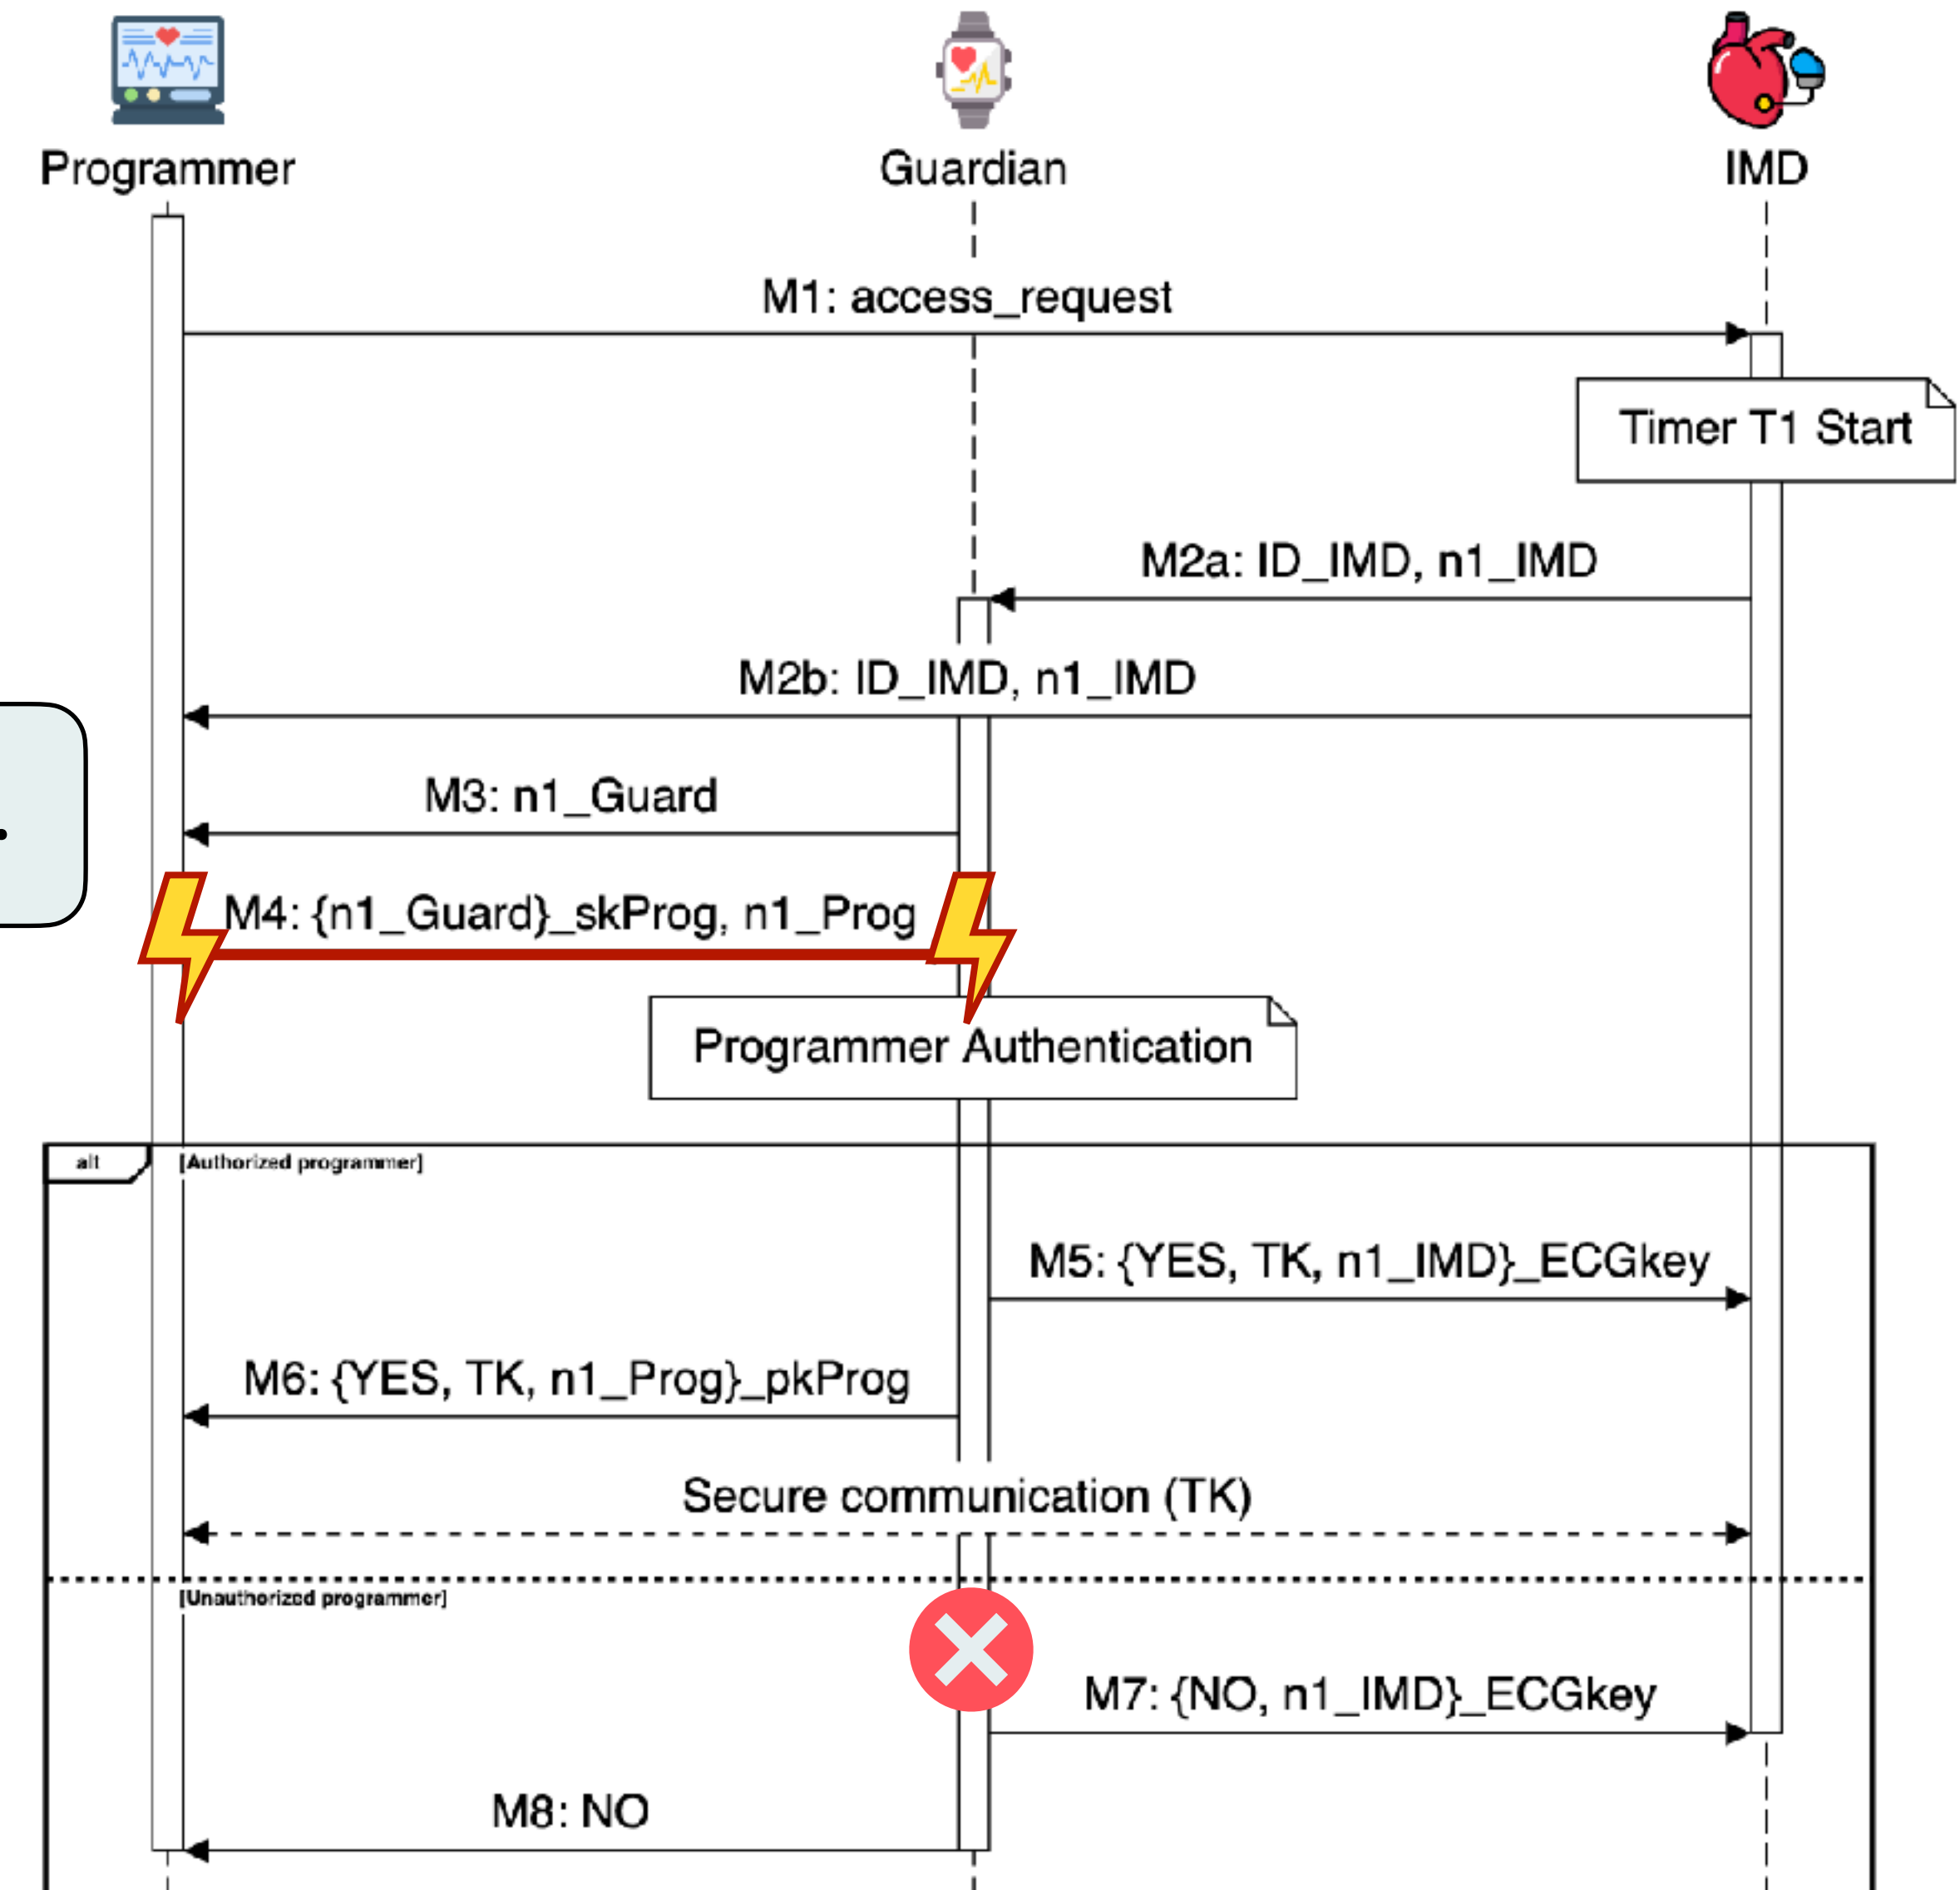 Programmer
Guardian
IMD
M1: access_request
Timer T1 Start
M2a: ID_IMD, n1_IMD
M2b: ID_IMD, n1_IMD
M3: n1_Guard
.
M4: {n1_Guard}_skProg, n1_Prog
Programmer Authentication
alt
[Authorized programmer]
M5: {YES, TK, n1_IMD}_ECGkey
M6: {YES, TK, n1_Prog}_pkProg
Secure communication (TK)
[Unauthorized programmer]
M7: {NO, n1_IMD}_ECGkey
M8: NO